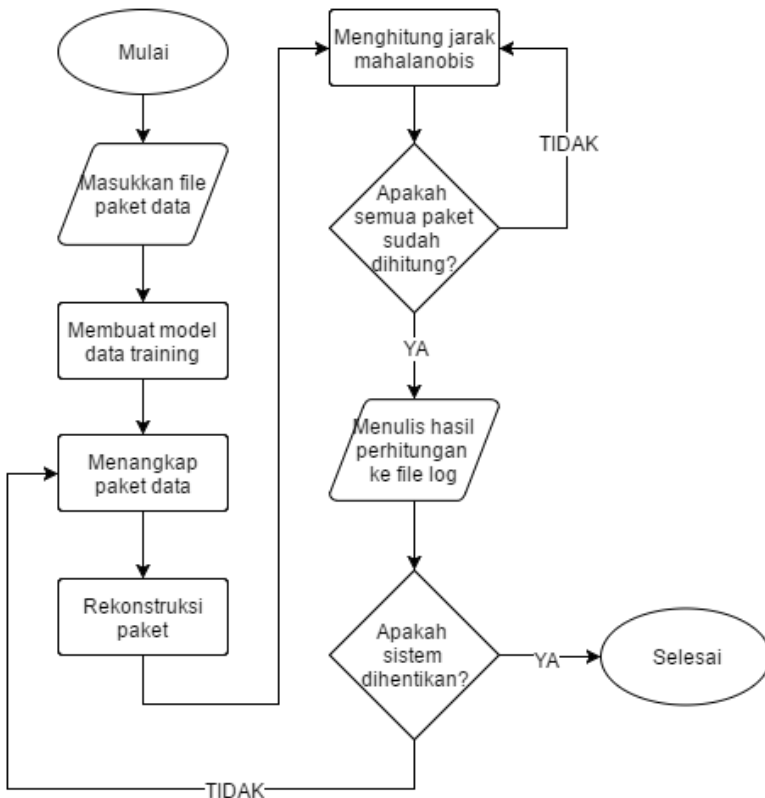 Mulai
Masukkan file
paket data
Membuat model
data training
Menangkap
paket data
Rekonstruksi
paket
Menghitung jarak
mahalanobis
TIDAK
Apakah
semua paket
sudah
dihitung?
YA
Menulis hasil
perhitungan
ke file log
Apakah
sistem
dihentikan?
YA
Selesai
TIDAK